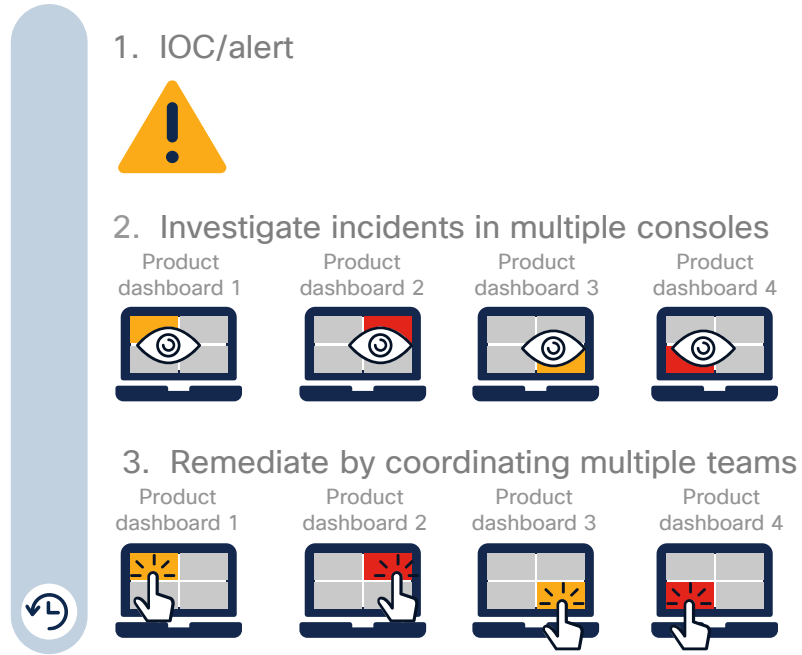 1. IOC/alert
2. Investigate incidents in multiple consoles
Product
dashboard 1
Product
dashboard 2
Product
dashboard 3
Product
dashboard 4
3. Remediate by coordinating multiple teams
Product
dashboard 1
Product
dashboard 2
Product
dashboard 3
Product
dashboard 4